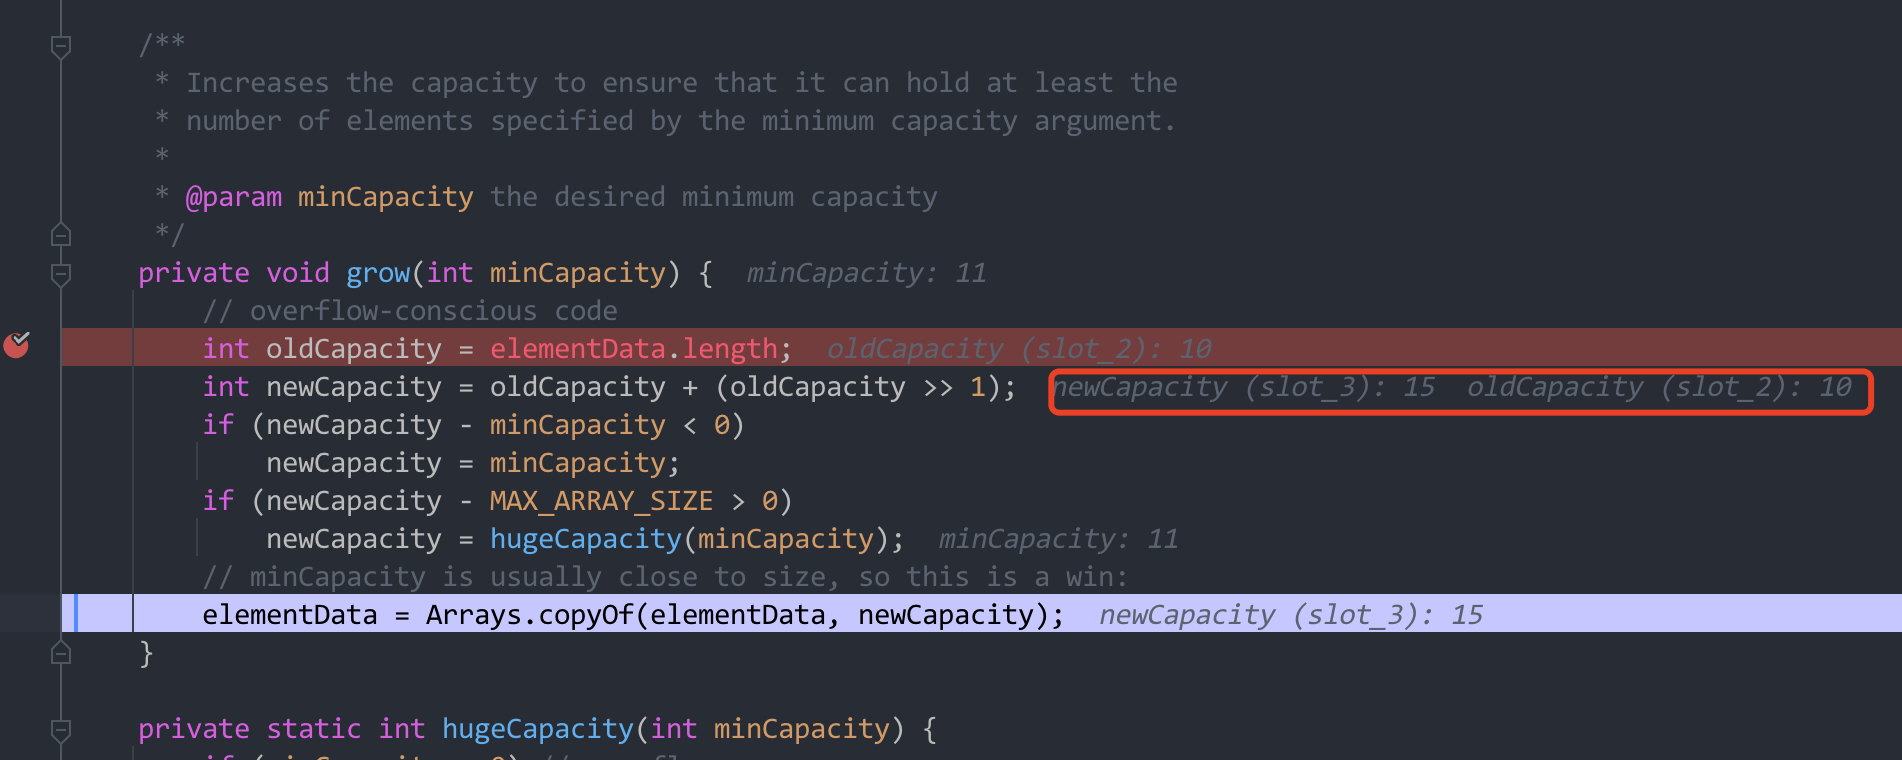 /**
* Increases the capacity to ensure that it can hold at least the
* number of elements specified by the minimum capacity argument.
*
* @param minCapacity the desired minimum capacity
*/
private void grow(int minCapacity) {  minCapacity: 11
// overflow-conscious code
int oldCapacity = elementData.length;  oldCapacity (slot_2): 10
int newCapacity = oldCapacity + (oldCapacity >> 1);  newCapacity (slot_3): 15  oldCapacity (slot_2): 10
if (newCapacity - minCapacity < 0)
newCapacity = minCapacity;
if (newCapacity - MAX_ARRAY_SIZE > 0)
newCapacity = hugeCapacity(minCapacity);  minCapacity: 11
// minCapacity is usually close to size, so this is a win:
elementData = Arrays.copyOf(elementData, newCapacity);  newCapacity (slot_3): 15
}
private static int hugeCapacity(int minCapacity) {